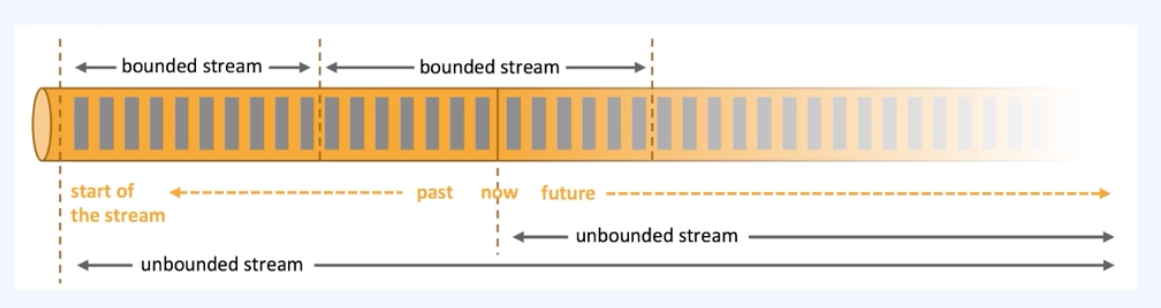 bounded stream
bounded stream
start of
the stream
past
now
future
unbounded stream
unbounded stream